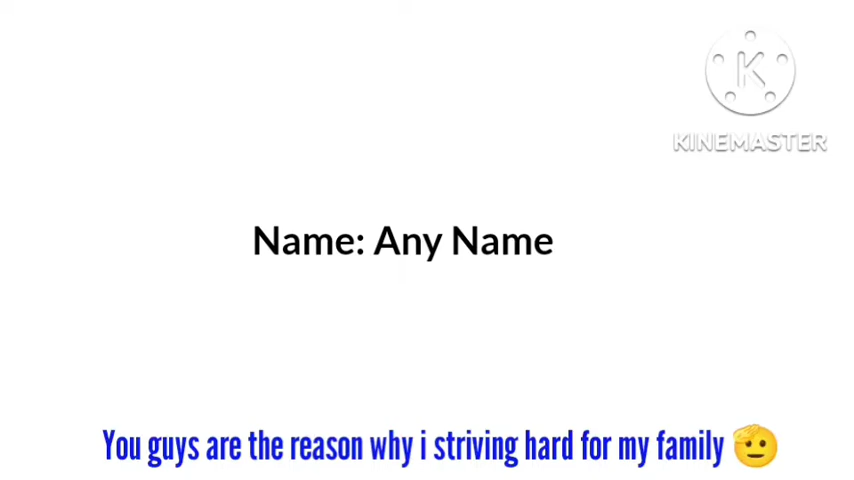 KINEMASTER
Name: Any Name
You guys are the reason why i striving hard for my family 🫡